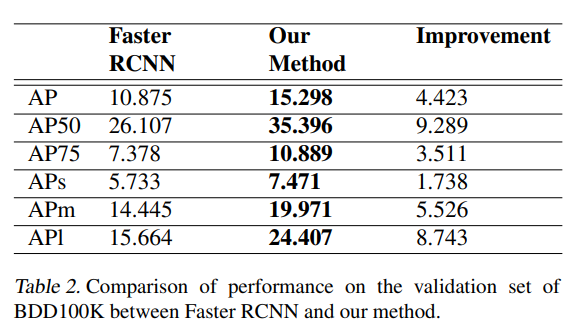 Faster RCNN Our Method Improvement
AP 10.875 15.298 4.423
AP50 26.107 35.396 9.289
AP75 7.378 10.889 3.511
APs 5.733 7.471 1.738
APm 14.445 19.971 5.526
APl 15.664 24.407 8.743
Table 2. Comparison of performance on the validation set of
BDD100K between Faster RCNN and our method.